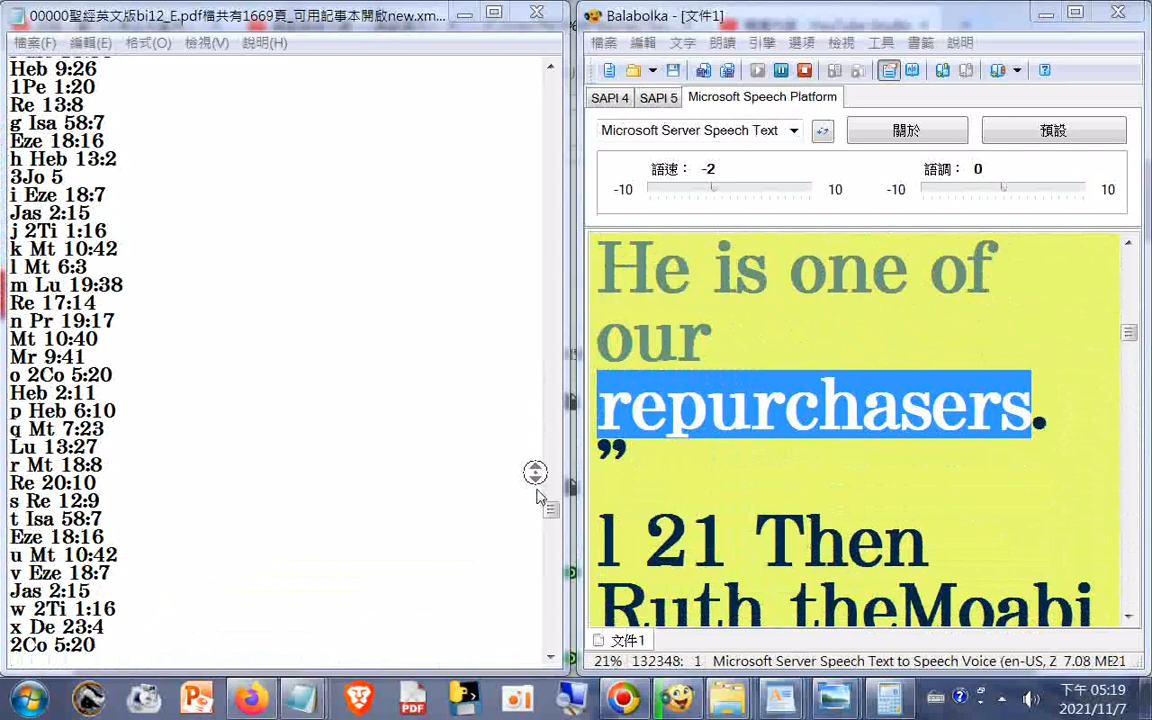 00000聖經英文版bi12_E.pdf檔共有1669頁_可用記事本開啟new.xm...
檔案(F) 編輯(E) 格式(O) 檢視(V) 說明(H)
Heb 9:26
1Pe 1:20
Re 13:8
g Isa 58:7
Eze 18:16
h Heb 13:2
3Jo 5
i Eze 18:7
Jas 2:15
j 2Ti 1:16
k Mt 10:42
l Mt 6:3
m Lu 19:38
Re 17:14
n Pr 19:17
Mt 10:40
Mr 9:41
o 2Co 5:20
Heb 2:11
p Heb 6:10
q Mt 7:23
Lu 13:27
r Mt 18:8
Re 20:10
s Re 12:9
t Isa 58:7
Eze 18:16
u Mt 10:42
v Eze 18:7
Jas 2:15
w 2Ti 1:16
x De 23:4
2Co 5:20
Balabolka - [文件1]
檔案 編輯 文字 朗讀 引擎 選項 檢視 工具 書籤 說明
SAPI 4 SAPI 5 Microsoft Speech Platform
Microsoft Server Speech Text 關於 預設
語速： -2 語調： 0
-10 10 -10 10
He is one of
our
repurchasers.
”
l 21 Then
Ruth theMoabi
文件1
21% 132348: 1 Microsoft Server Speech Text to Speech Voice (en-US, Z 7.08 ME21
下午 05:19
2021/11/7